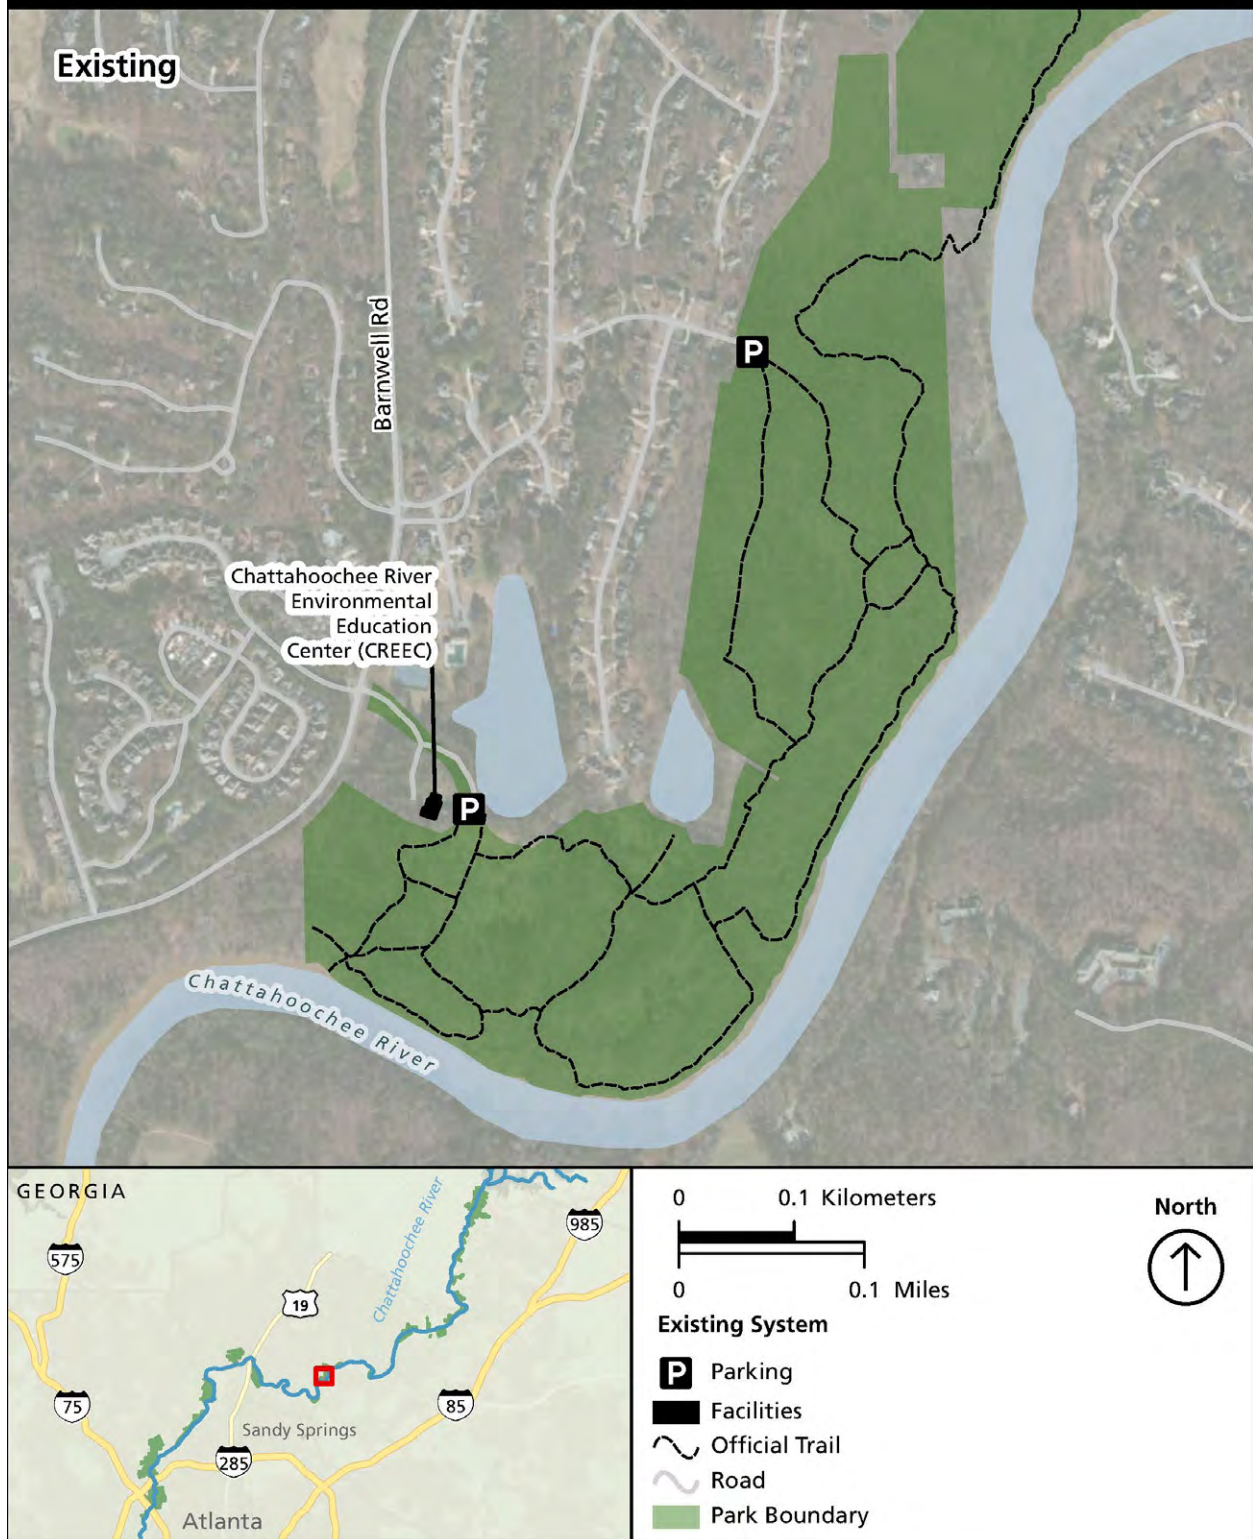 Existing
Barnwell Rd
Chattahoochee River
Environmental
Education
Center (CREEC)
P
P
Chattahoochee River
GEORGIA
Chattahoochee River
575
985
19
75
85
Sandy Springs
285
Atlanta
0 0.1 Kilometers
0 0.1 Miles
North
Existing System
P Parking
Facilities
Official Trail
Road
Park Boundary